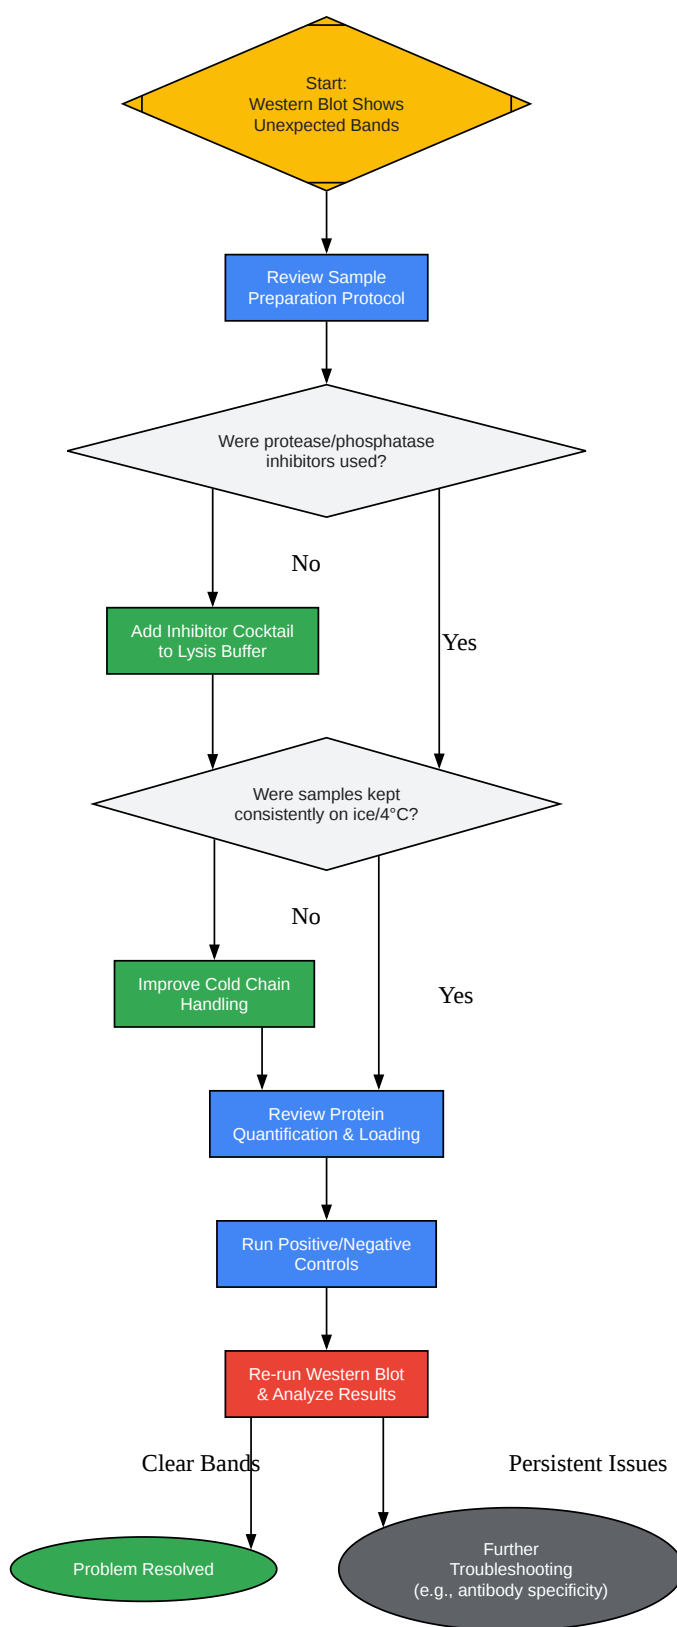 Start:
Western Blot Shows
Unexpected Bands
Review Sample
Preparation Protocol
Were protease/phosphatase
inhibitors used?
No
Add Inhibitor Cocktail
to Lysis Buffer
Yes
Were samples kept
consistently on ice/4°C?
No
Improve Cold Chain
Handling
Yes
Review Protein
Quantification & Loading
Run Positive/Negative
Controls
Re-run Western Blot
& Analyze Results
Clear Bands
Persistent Issues
Problem Resolved
Further
Troubleshooting
(e.g., antibody specificity)